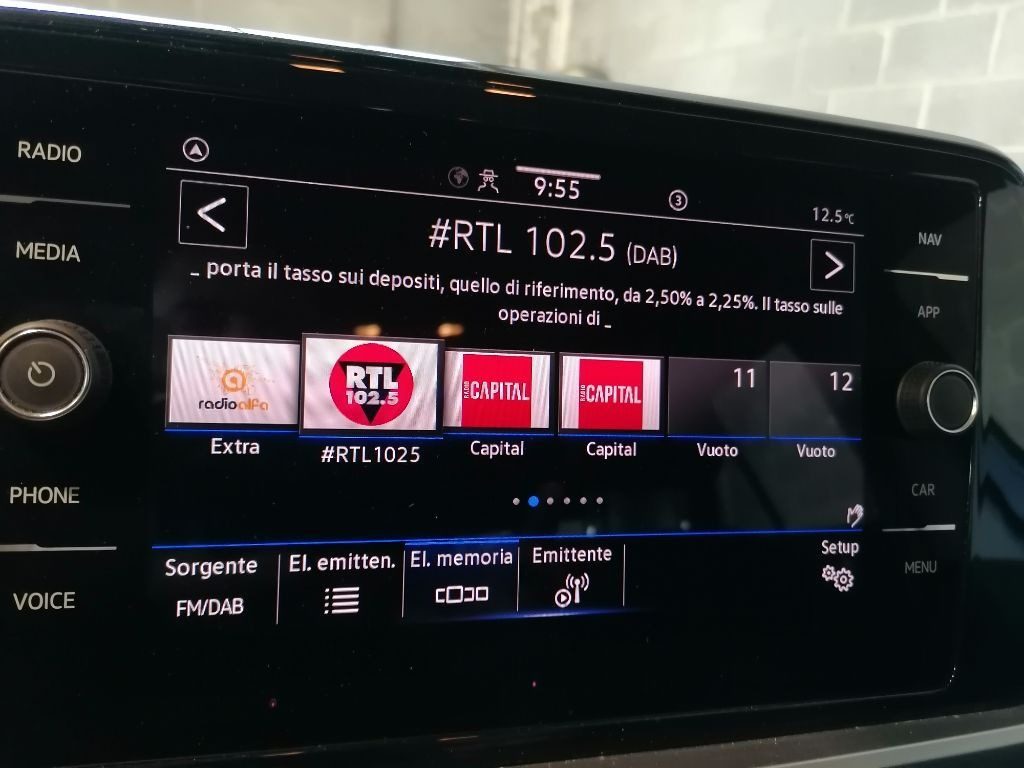 RADIO
MEDIA
PHONE
VOICE
9:55
3
12.5°C
#RTL 102.5 (DAB)
_ porta il tasso sui depositi, quello di riferimento, da 2,50% a 2,25%. Il tasso sulle
operazioni di _
radioalfa
RTL
102.5
RADIO
CAPITAL
RADIO
CAPITAL
11
12
Extra
#RTL1025
Capital
Capital
Vuoto
Vuoto
Sorgente
FM/DAB
El. emitten.
El. memoria
Emittente
Setup
NAV
APP
CAR
MENU